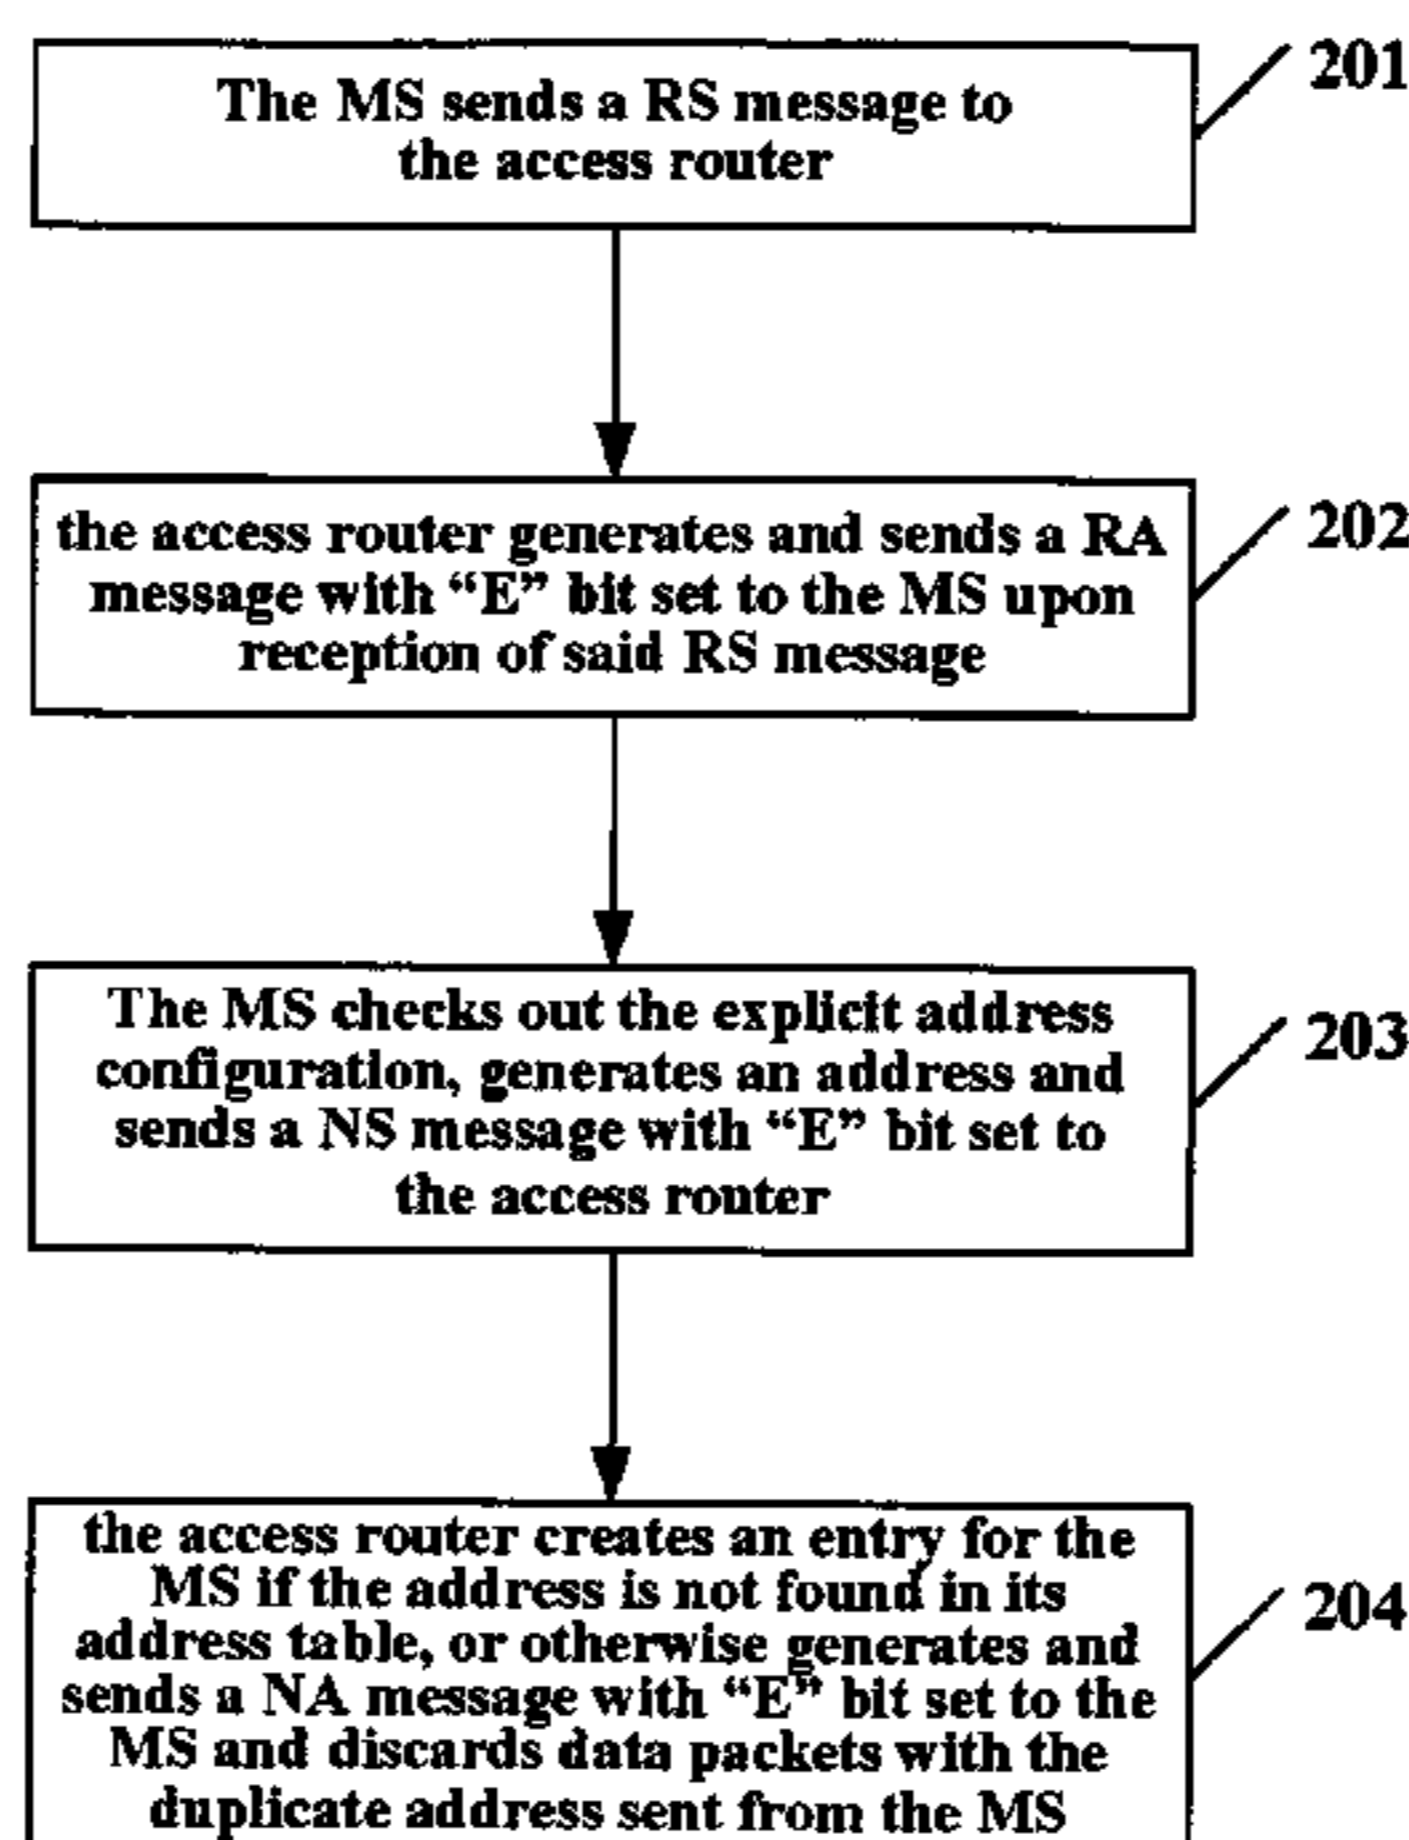 The MS sends a RS message to
the access router
201
the access router generates and sends a RA
message with “E” bit set to the MS upon
reception of said RS message
202
The MS checks out the explicit address
configuration, generates an address and
sends a NS message with “E” bit set to
the access router
203
the access router creates an entry for the
MS if the address is not found in its
address table, or otherwise generates and
sends a NA message with “E” bit set to the
MS and discards data packets with the
duplicate address sent from the MS
204